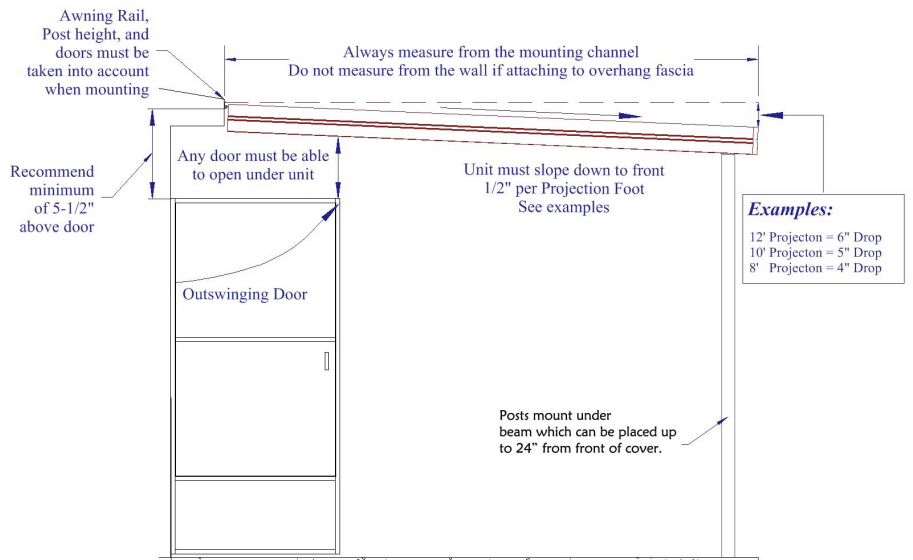 Awning Rail,
Post height, and
doors must be
taken into account
when mounting
Always measure from the mounting channel
Do not measure from the wall if attaching to overhang fascia
Recommend
minimum
of 5-1/2"
above door
Any door must be able
to open under unit
Unit must slope down to front
1/2" per Projection Foot
See examples
Examples:
12' Projecton = 6" Drop
10' Projecton = 5" Drop
8' Projecton = 4" Drop
Outswinging Door
Posts mount under
beam which can be placed up
to 24” from front of cover.